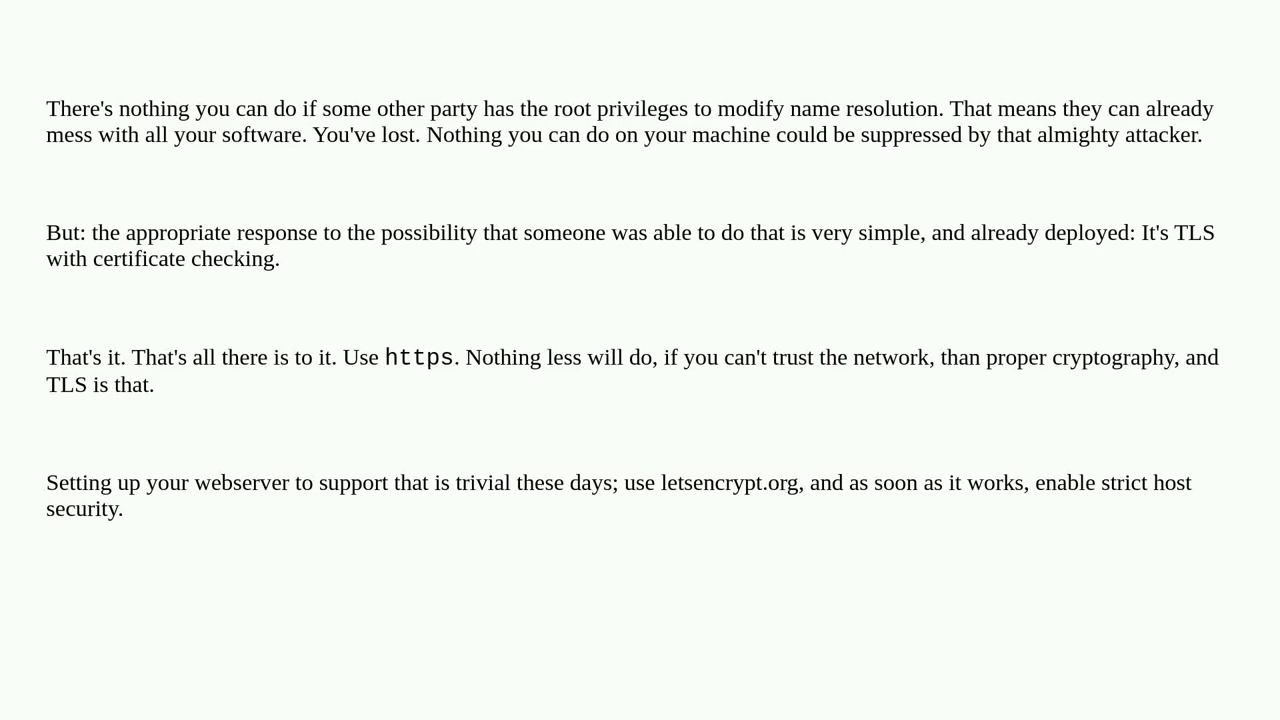 There's nothing you can do if some other party has the root privileges to modify name resolution. That means they can already
mess with all your software. You've lost. Nothing you can do on your machine could be suppressed by that almighty attacker.
But: the appropriate response to the possibility that someone was able to do that is very simple, and already deployed: It's TLS
with certificate checking.
That's it. That's all there is to it. Use https. Nothing less will do, if you can't trust the network, than proper cryptography, and
TLS is that.
Setting up your webserver to support that is trivial these days; use letsencrypt.org, and as soon as it works, enable strict host
security.